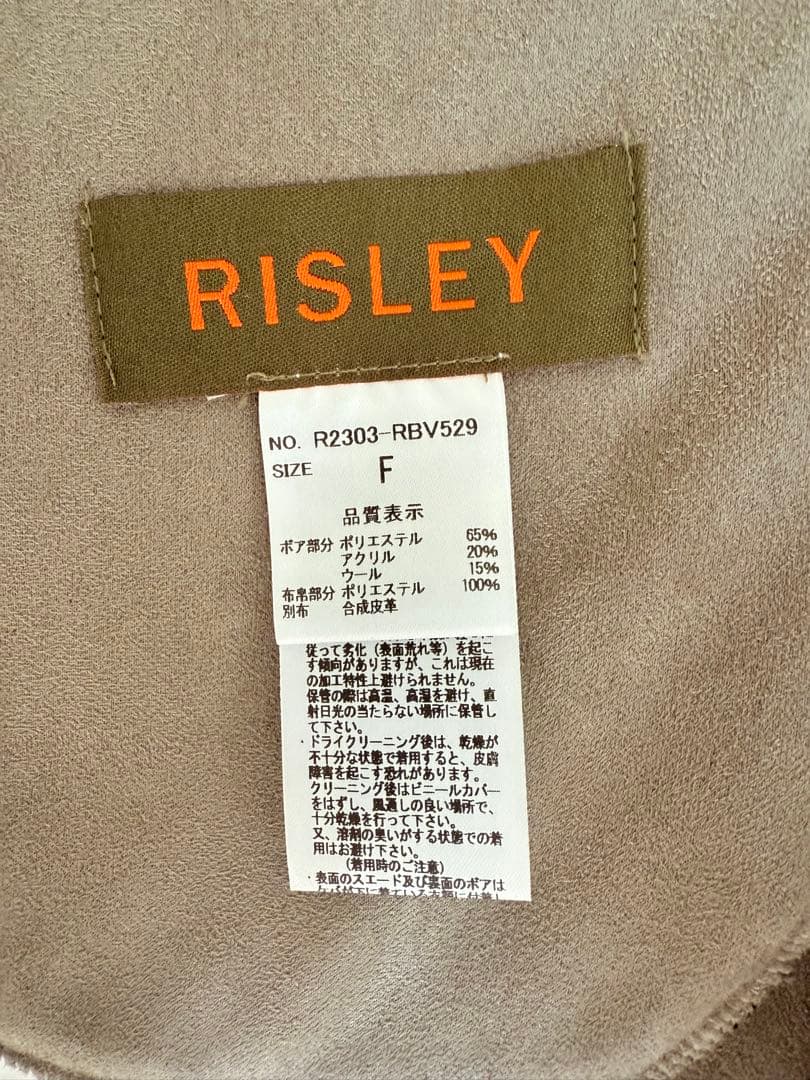 RISLEY
NO. R2303-RBV529
SIZE F
品質表示
ボア部分 ポリエステル 65%
アクリル 20%
ウール 15%
布帛部分 ポリエステル 100%
別布 合成皮革
従って劣化(表面荒れ等)を起こ
す傾向がありますが、これは現在
の加工特性上避けられません。
保管の際は高温、高湿を避け、直
射日光の当たらない場所に保管し
て下さい。
・ドライクリーニング後は、乾燥が
不十分な状態で着用すると、皮膚
障害を起こす恐れがあります。
クリーニング後はビニールカバー
をはずし、風通しの良い場所で、
十分乾燥を行って下さい。
又、溶剤の臭いがする状態での着
用はお避け下さい。
(着用時のご注意)
・表面のスエード及び裏面のボアは